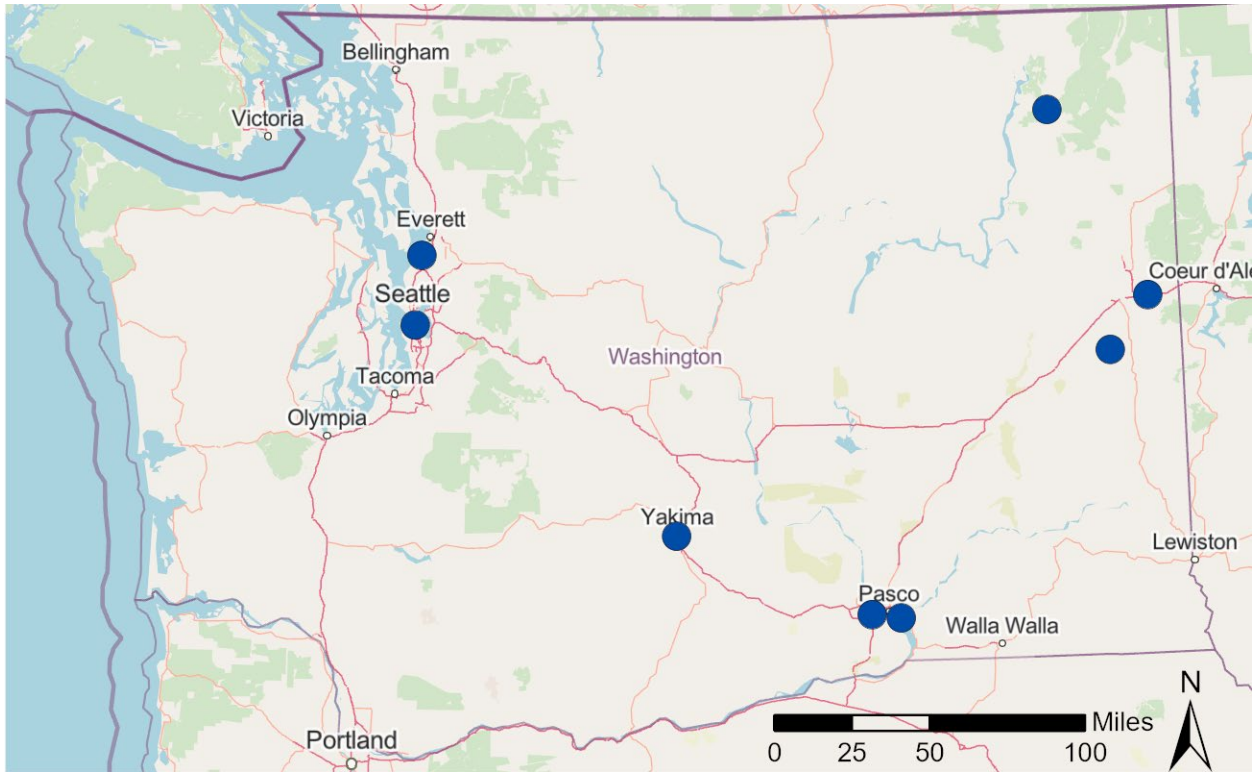 Bellingham
Victoria
Everett
Coeur d'Ale
Seattle
Washington
Tacoma
Olympia
Yakima
Lewiston
Pasco
Walla Walla
N
Miles
Portland
0 25 50 100